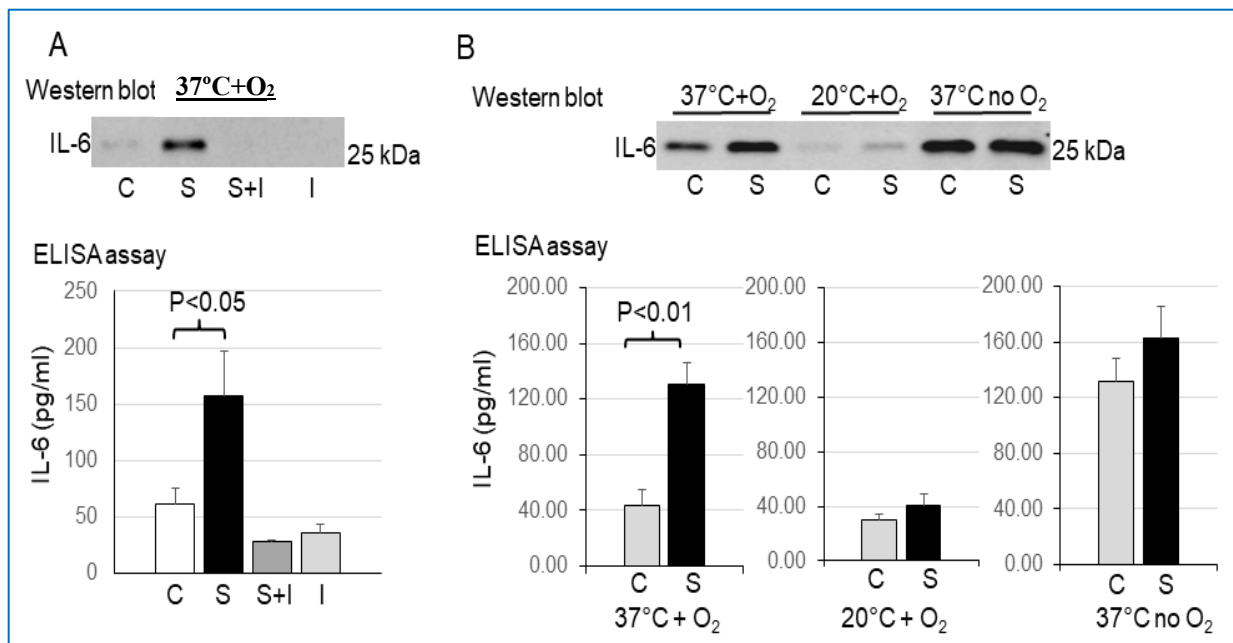 A
Western blot 37°C+O₂
IL-6
25 kDa
C S S+I I
ELISA assay
IL-6 (pg/ml)
250
200
150
100
50
0
P<0.05
C S S+I I
B
Western blot 37°C+O₂ 20°C+O₂ 37°C no O₂
IL-6
25 kDa
C S C S C S
ELISA assay
IL-6 (pg/ml)
200.00
160.00
120.00
80.00
40.00
0.00
P<0.01
C S
37°C + O₂
200.00
160.00
120.00
80.00
40.00
0.00
C S
20°C + O₂
200.00
160.00
120.00
80.00
40.00
0.00
C S
37°C no O₂